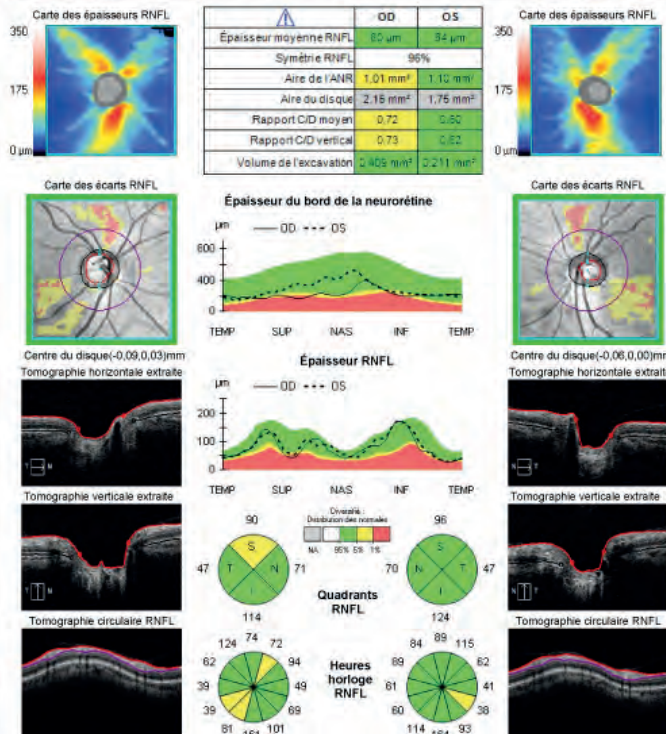 Carte des épaisseurs RNFL
350
175
0 µm
OD OS
Épaisseur moyenne RNFL 80 µm 84 µm
Symétrie RNFL 96%
Aire de l'ANR 1,01 mm² 1,10 mm²
Aire du disque 2,15 mm² 1,75 mm²
Rapport C/D moyen 0,72 0,60
Rapport C/D vertical 0,73 0,62
Volume de l'excavation 0,409 mm³ 0,211 mm³
Carte des épaisseurs RNFL
350
175
0 µm
Carte des écarts RNFL
Centre du disque(-0,09,0,03)mm
Tomographie horizontale extraite
T N
Tomographie verticale extraite
T N
Tomographie circulaire RNFL
Épaisseur du bord de la neurorétine
µm OD OS
600
400
0
TEMP SUP NAS INF TEMP
Épaisseur RNFL
µm OD OS
200
100
0
TEMP SUP NAS INF TEMP
Diversifié :
Distribution des normales
NA 95% 5% 1%
90
S
47 T N 71
I
114
Quadrants
RNFL
96
S
70 N T 47
I
124
Heures
horloge
RNFL
74
124 72
62 94
39 49
39 69
81 101
89
84 115
89 62
61 41
60 38
114 93
Carte des écarts RNFL
Centre du disque(-0,06,0,00)mm
Tomographie horizontale extraite
N T
Tomographie verticale extraite
N T
Tomographie circulaire RNFL